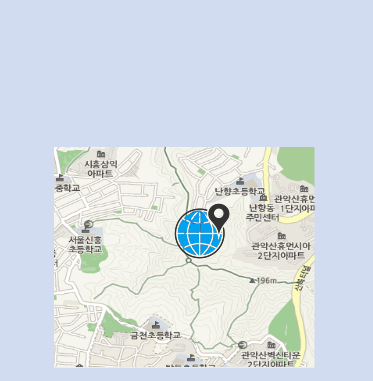 시흥삼익
아파트
중학교
난향초등학교
관악산휴먼
1단지아파
난향동
주민센터
서울신흥
초등학교
관악산휴먼시아
2단지아파트
196m
금천초등학교
관악산벽산타운
2단지아파트